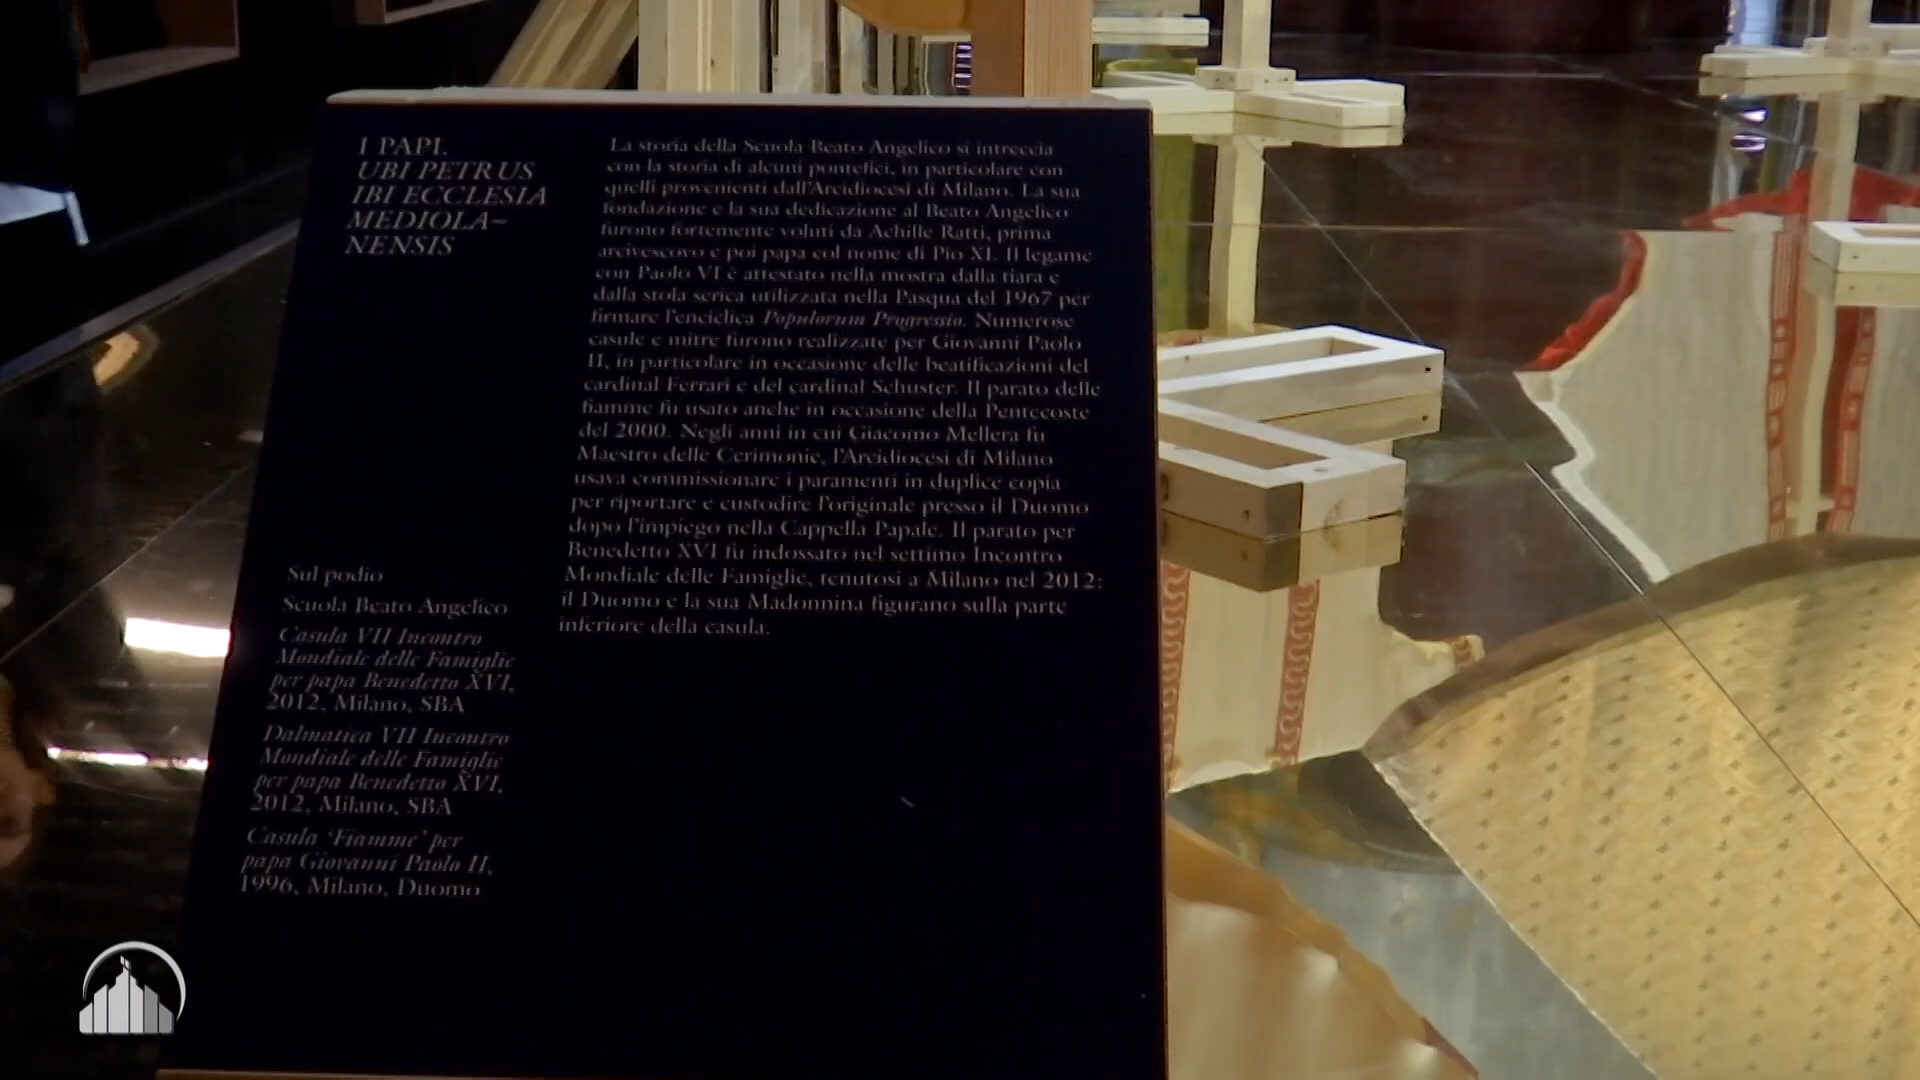 I PAPI.
UBI PETRUS
IBI ECCLESIA
MEDIOLA-
NENSIS
La storia della Scuola Beato Angelico si intreccia
con la storia di alcuni pontefici, in particolare con
quelli provenienti dall'Arcidiocesi di Milano. La sua
fondazione e la sua dedicazione al Beato Angelico
furono fortemente voluti da Achille Ratti, prima
arcivescovo e poi papa col nome di Pio XI. Il legame
con Paolo VI è attestato nella mostra dalla tiara e
dalla stola serica utilizzata nella Pasqua del 1967 per
firmare l'enciclica Populorum Progressio. Numerose
casule e mitre furono realizzate per Giovanni Paolo
II, in particolare in occasione delle beatificazioni del
cardinal Ferrari e del cardinal Schuster. Il parato delle
fiamme fu usato anche in occasione della Pentecoste
del 2000. Negli anni in cui Giacomo Mellera fu
Maestro delle Cerimonie, l'Arcidiocesi di Milano
usava commissionare i paramenti in duplice copia
per riportare e custodire l'originale presso il Duomo
dopo l'impiego nella Cappella Papale. Il parato per
Benedetto XVI fu indossato nel settimo Incontro
Mondiale delle Famiglie, tenutosi a Milano nel 2012:
il Duomo e la sua Madonnina figurano sulla parte
inferiore della casula.
Sul podio
Scuola Beato Angelico
Casula VII Incontro
Mondiale delle Famiglie
per papa Benedetto XVI,
2012, Milano, SBA
Dalmatica VII Incontro
Mondiale delle Famiglie
per papa Benedetto XVI,
2012, Milano, SBA
Casula 'Fiamme' per
papa Giovanni Paolo II,
1996, Milano, Duomo